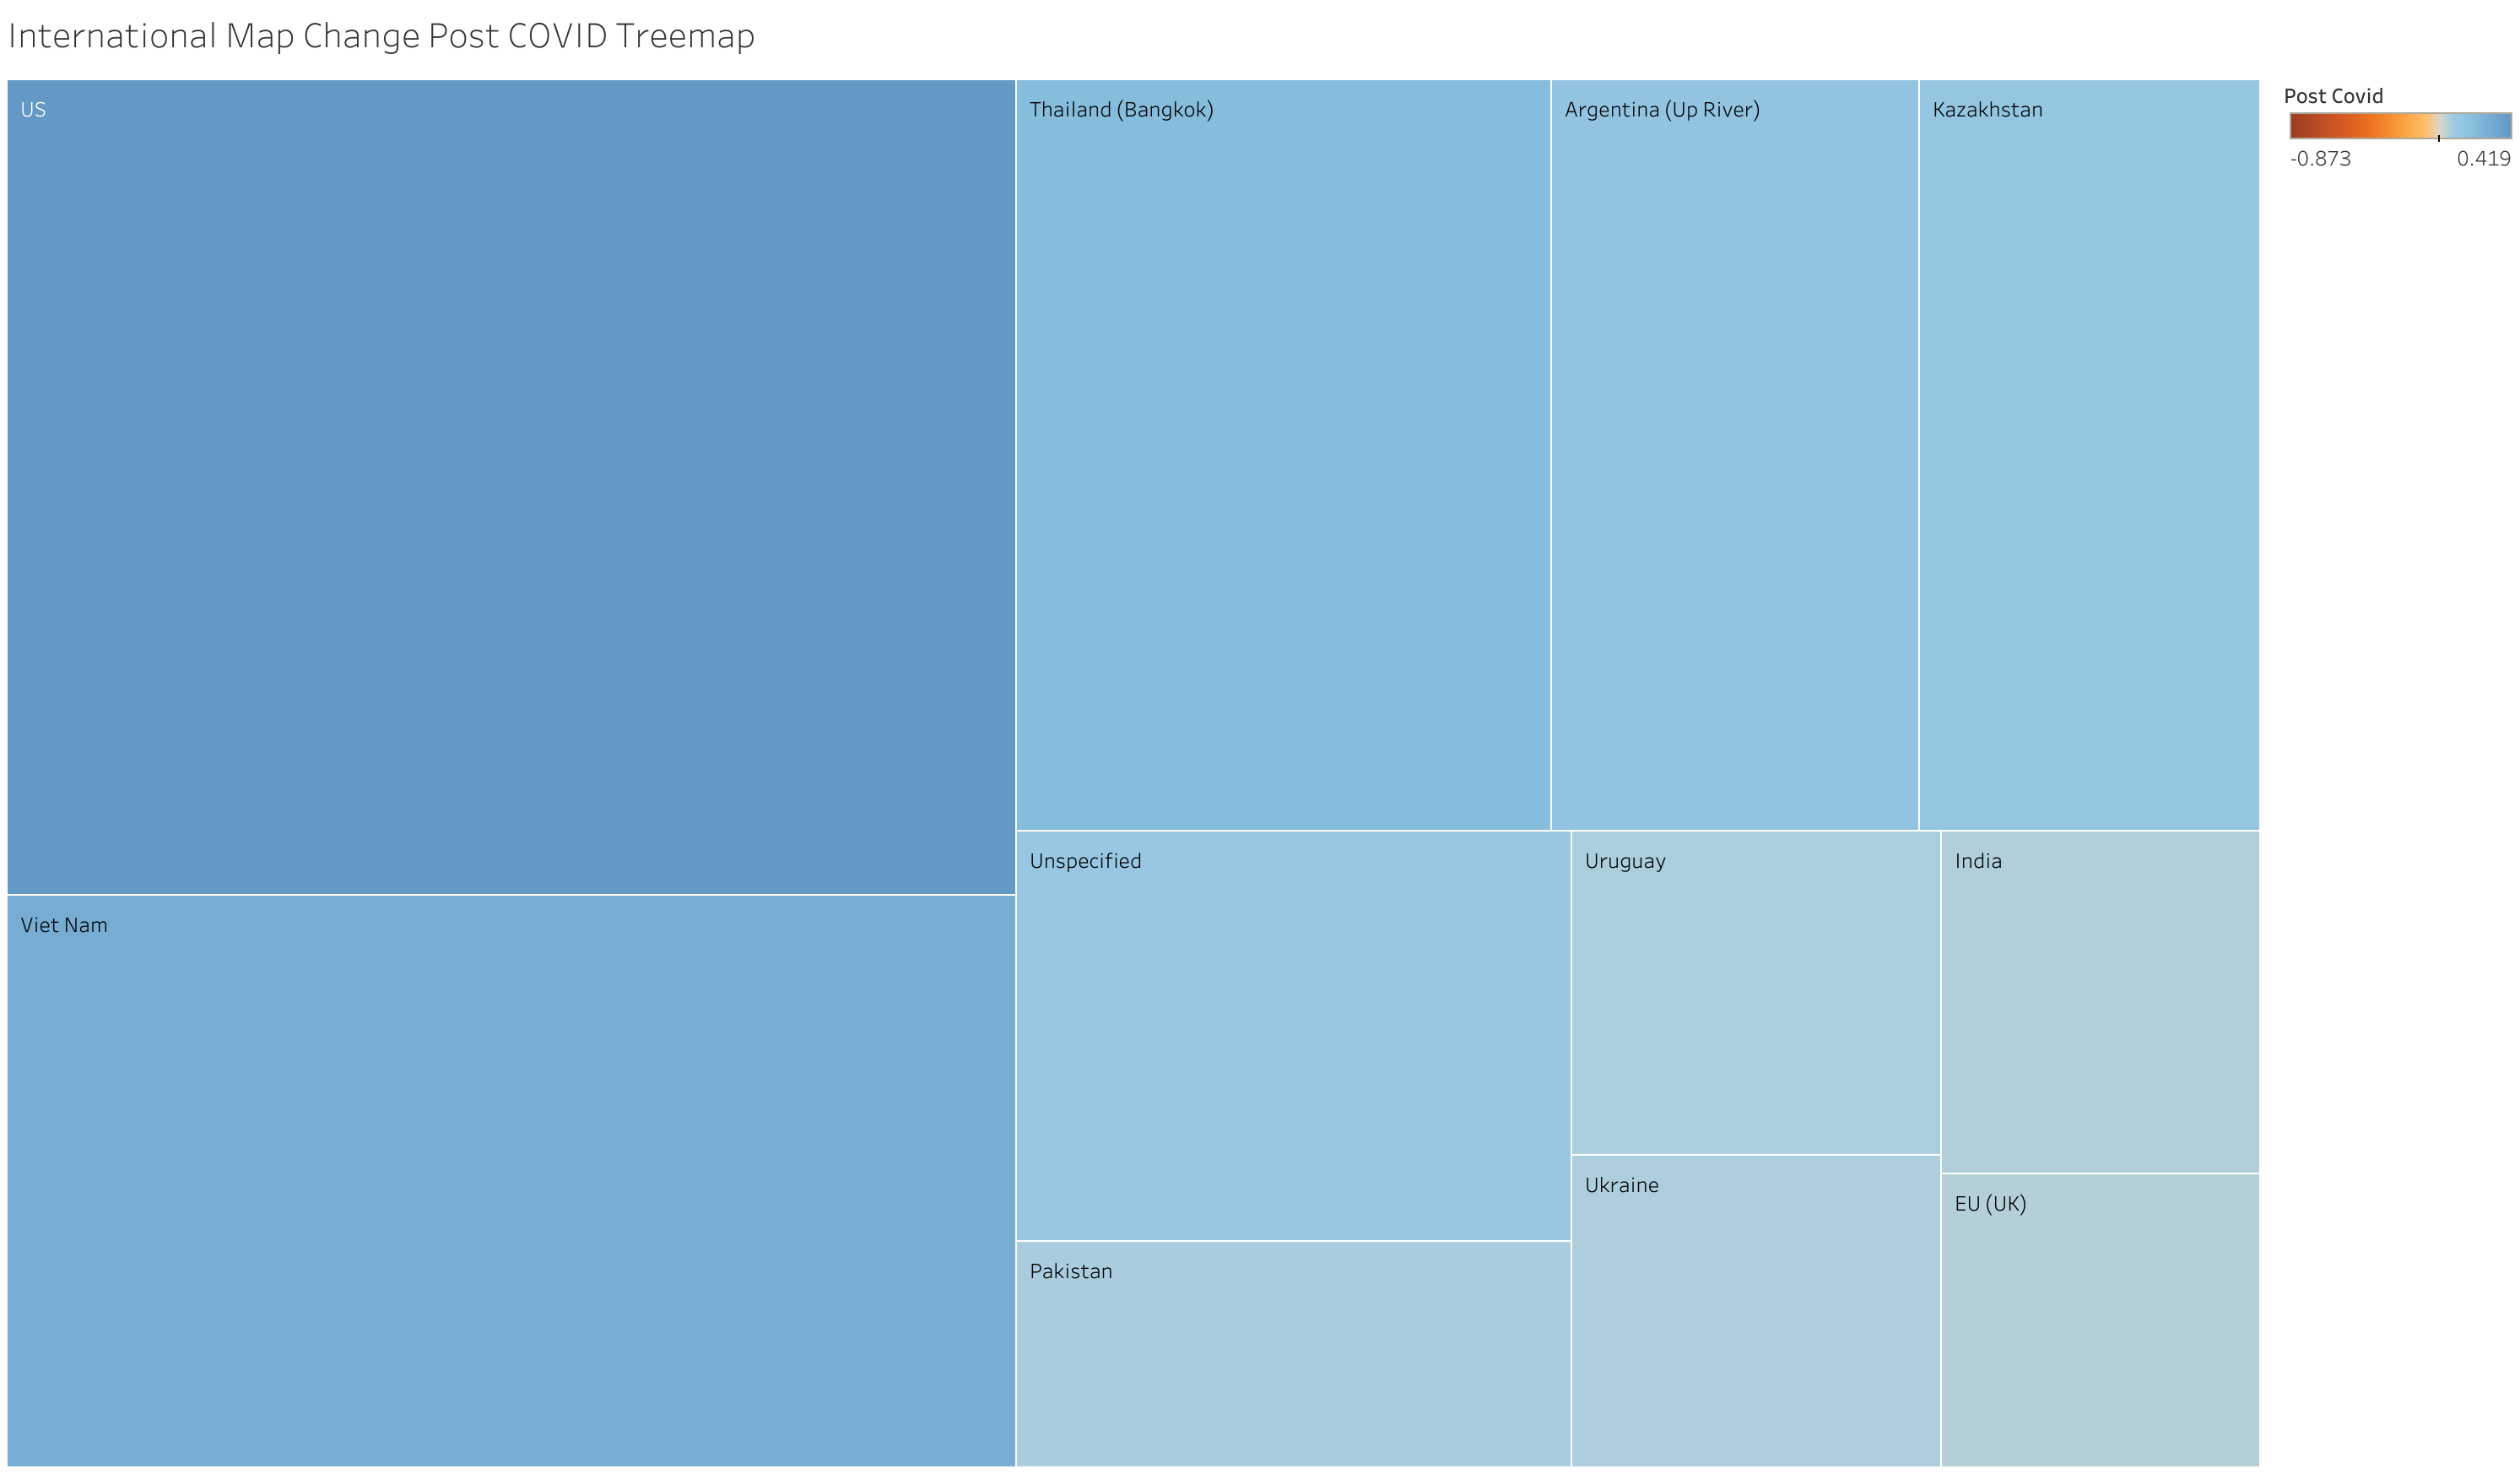 International Map Change Post COVID Treemap
US
Thailand (Bangkok)
Argentina (Up River)
Kazakhstan
Post Covid
-0.873
0.419
Unspecified
Uruguay
India
Viet Nam
Ukraine
EU (UK)
Pakistan